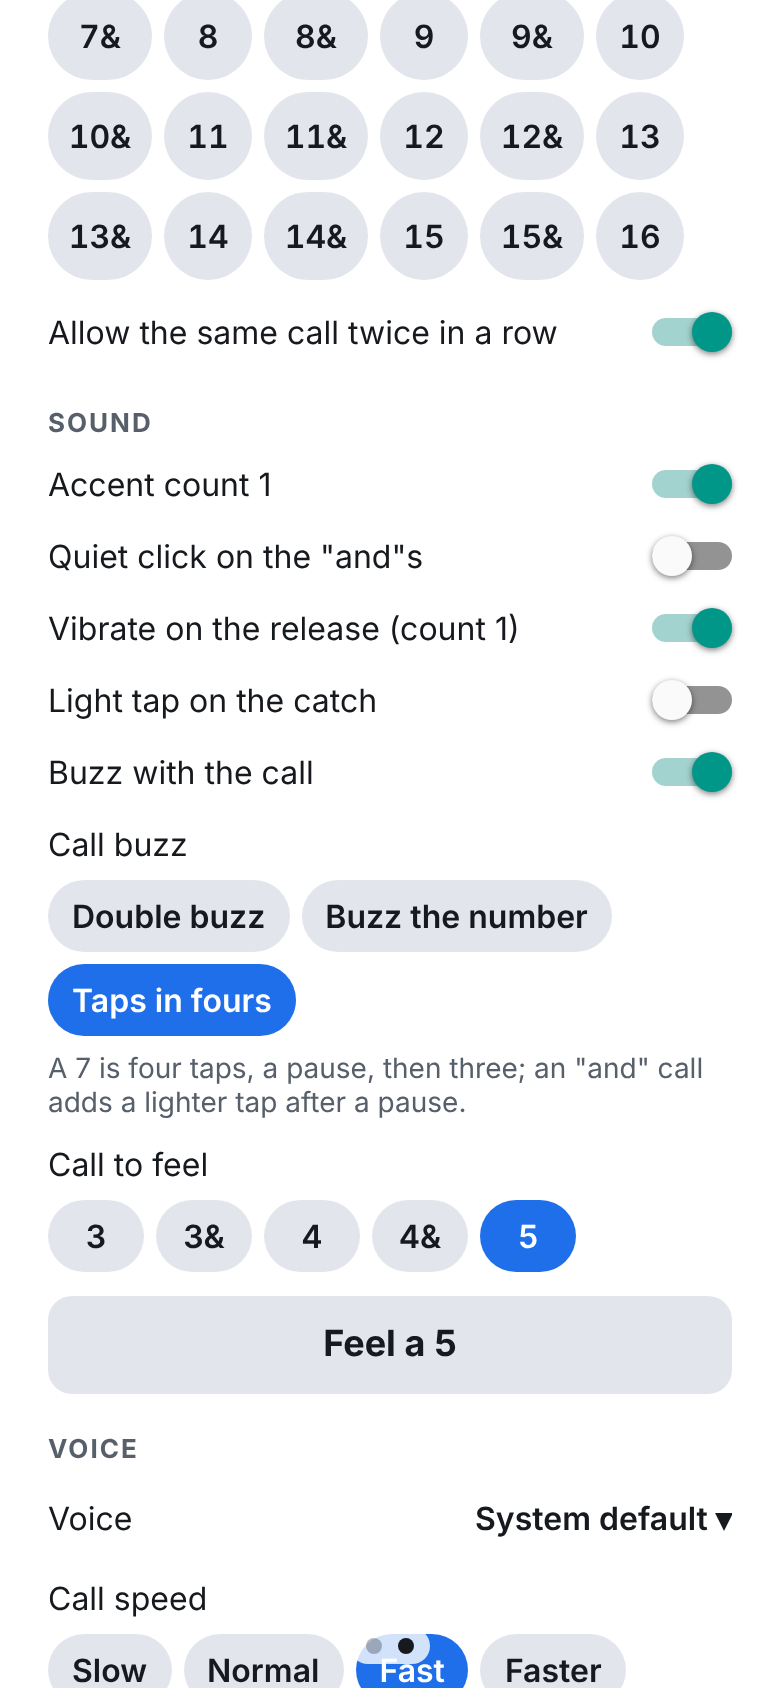 7& 8 8& 9 9& 10
10& 11 11& 12 12& 13
13& 14 14& 15 15& 16
Allow the same call twice in a row
SOUND
Accent count 1
Quiet click on the "and"s
Vibrate on the release (count 1)
Light tap on the catch
Buzz with the call
Call buzz
Double buzz Buzz the number
Taps in fours
A 7 is four taps, a pause, then three; an "and" call
adds a lighter tap after a pause.
Call to feel
3 3& 4 4& 5
Feel a 5
VOICE
Voice System default ▾
Call speed
Slow Normal Fast Faster